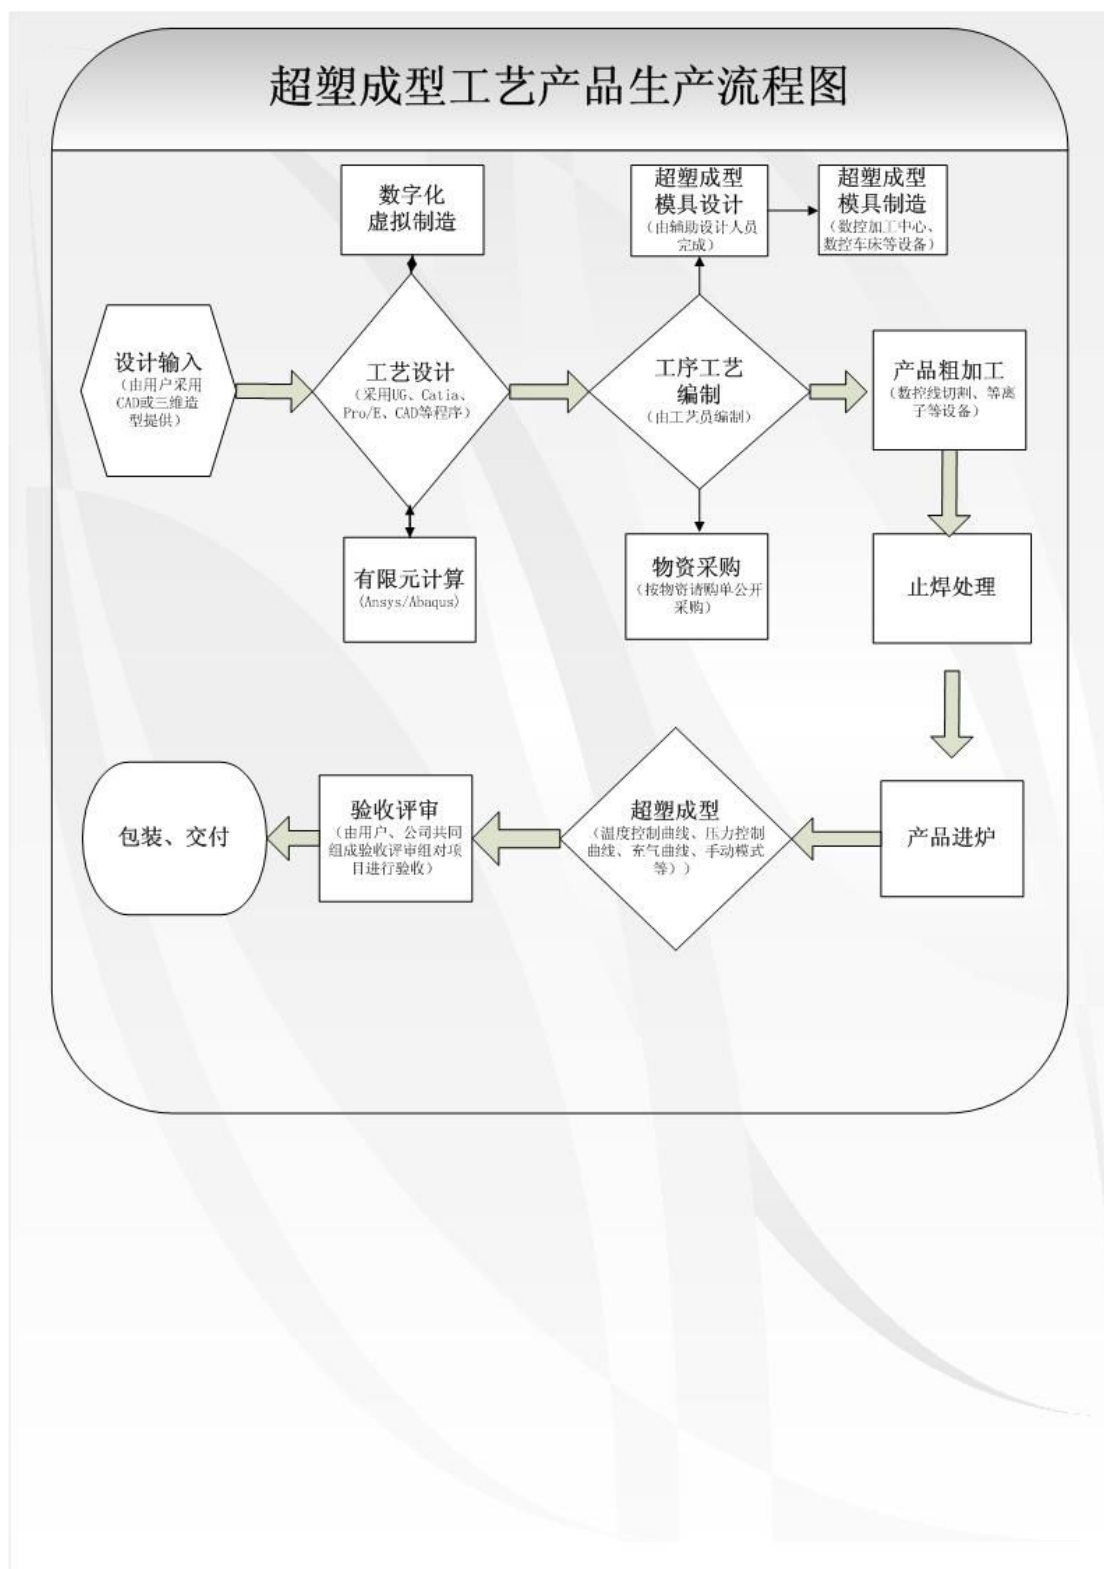 超塑成型工艺产品生产流程图
数字化
虚拟制造
超塑成型
模具设计
（由辅助设计人员
完成）
超塑成型
模具制造
（数控加工中心、
数控车床等设备）
设计输入
（由用户采用
CAD或三维造
型提供）
工艺设计
（采用UG、Catia、
Pro/E、CAD等程序）
工序工艺
编制
（由工艺员编制）
产品粗加工
（数控线切割、等离
子等设备）
有限元计算
（Ansys/Abaqus）
物资采购
（按物资请购单公开
采购）
止焊处理
包装、交付
验收评审
（由用户、公司共同
组成验收评审组对项
目进行验收）
超塑成型
（温度控制曲线、压力控制
曲线、充气曲线、手动模式
等））
产品进炉